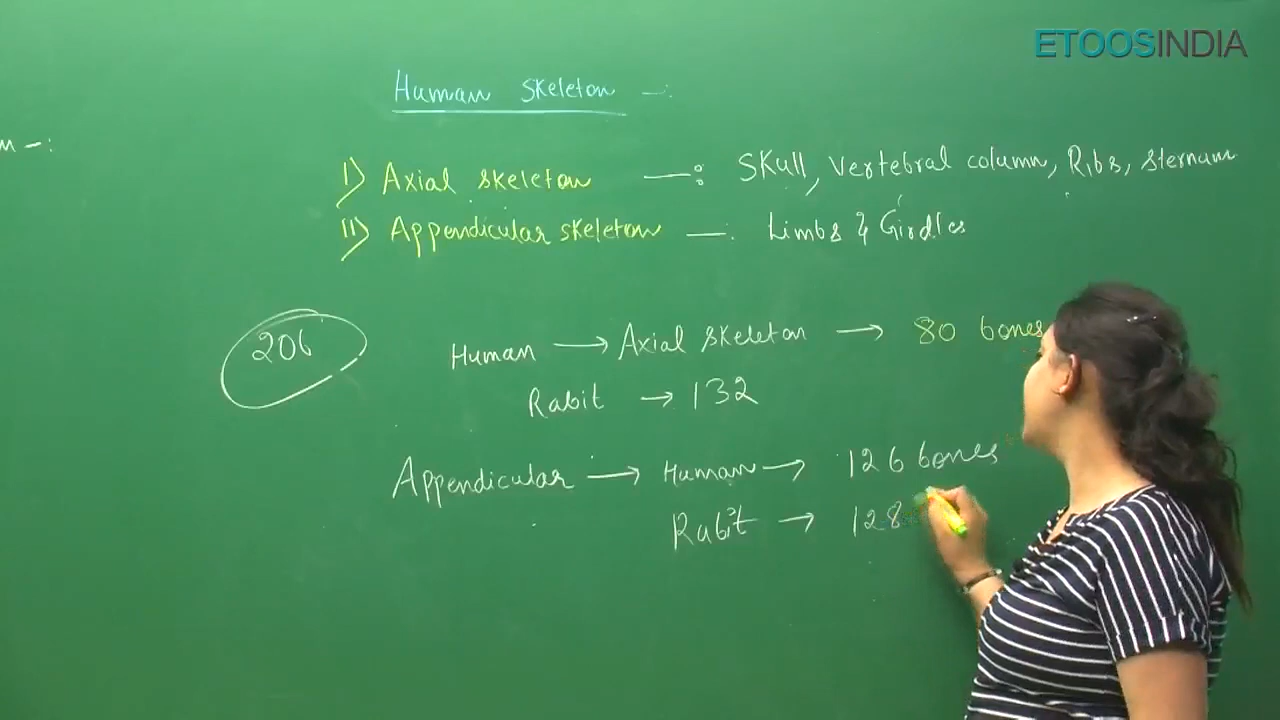 ETOOSINDIA
Human Skeleton -:
m -:
I) Axial skeleton —: Skull, Vertebral column, Ribs, Sternum
II) Appendicular skeleton —. Limbs & Girdles
206
Human → Axial skeleton → 80 bones
Rabit → 132
Appendicular → Human → 126 bones
Rabit → 128